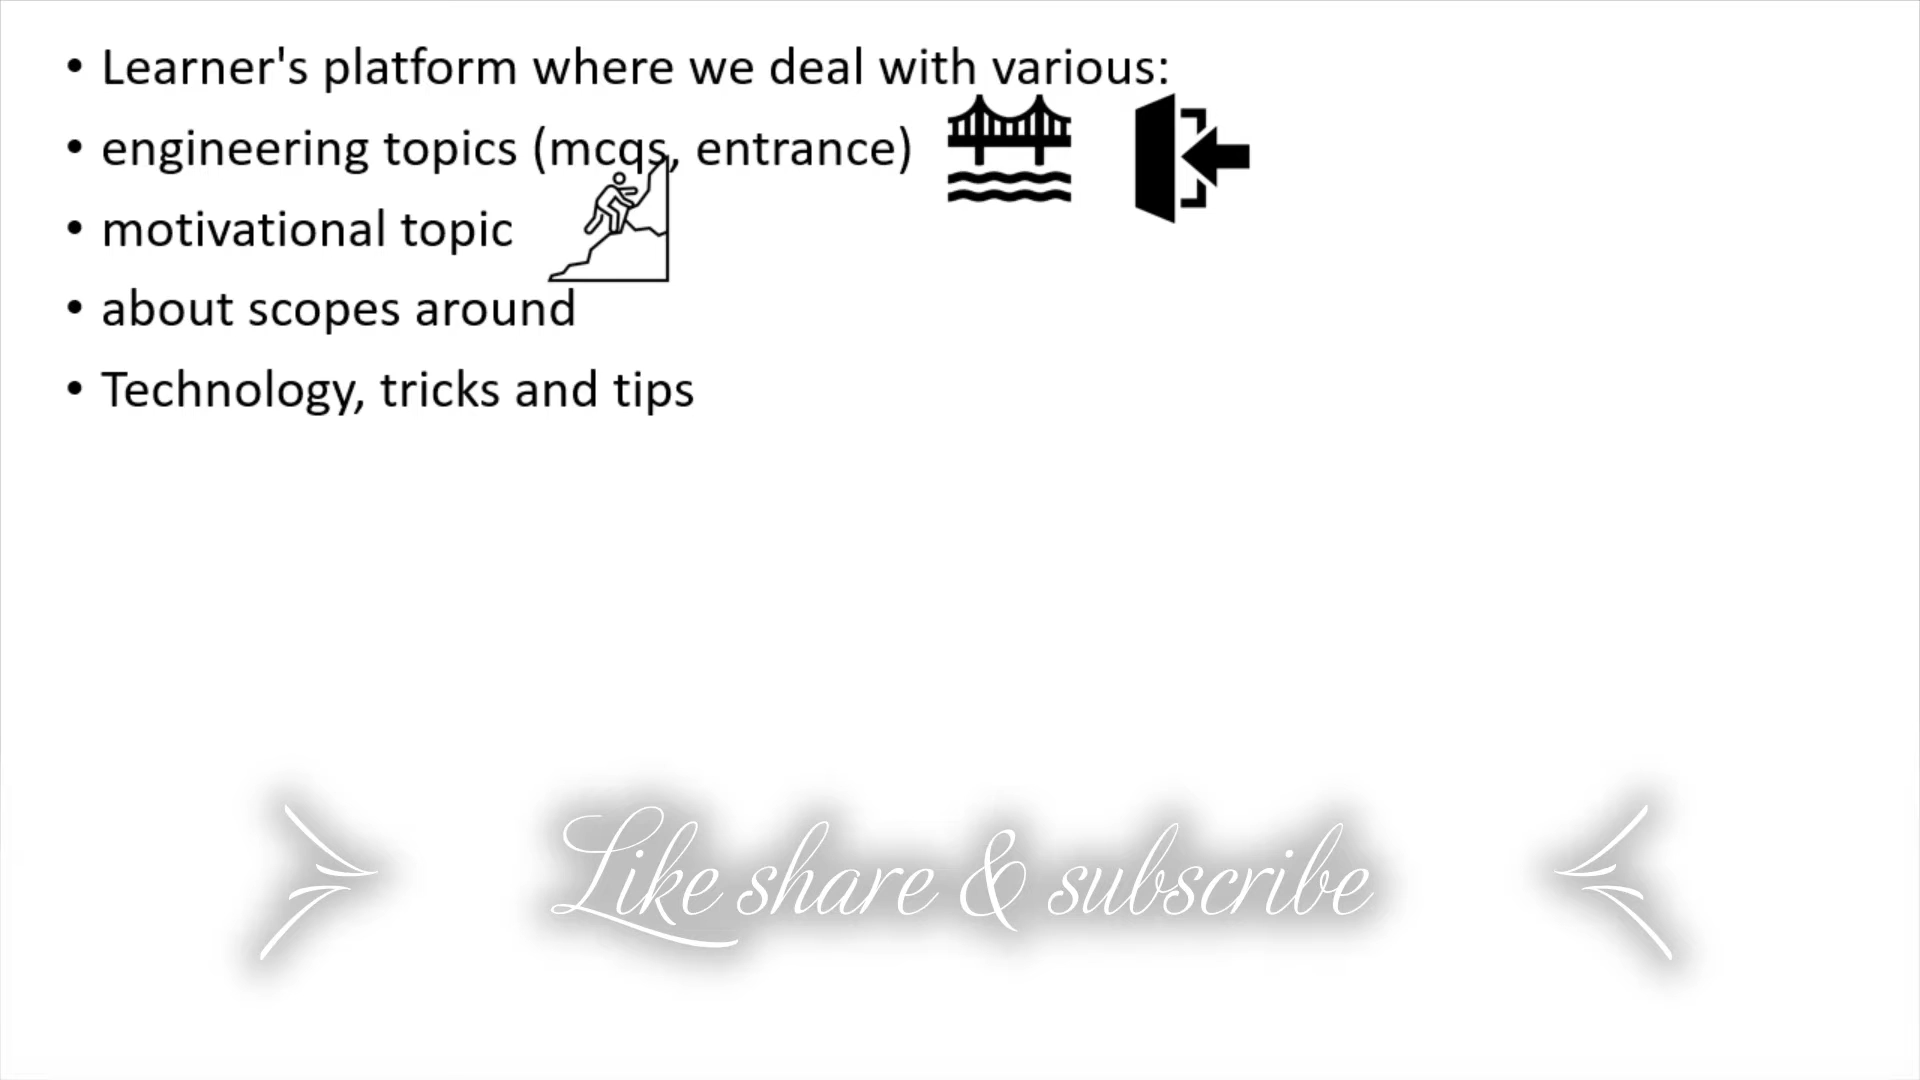 • Learner's platform where we deal with various:
• engineering topics (mcqs, entrance)
• motivational topic
• about scopes around
• Technology, tricks and tips
Like share & subscribe